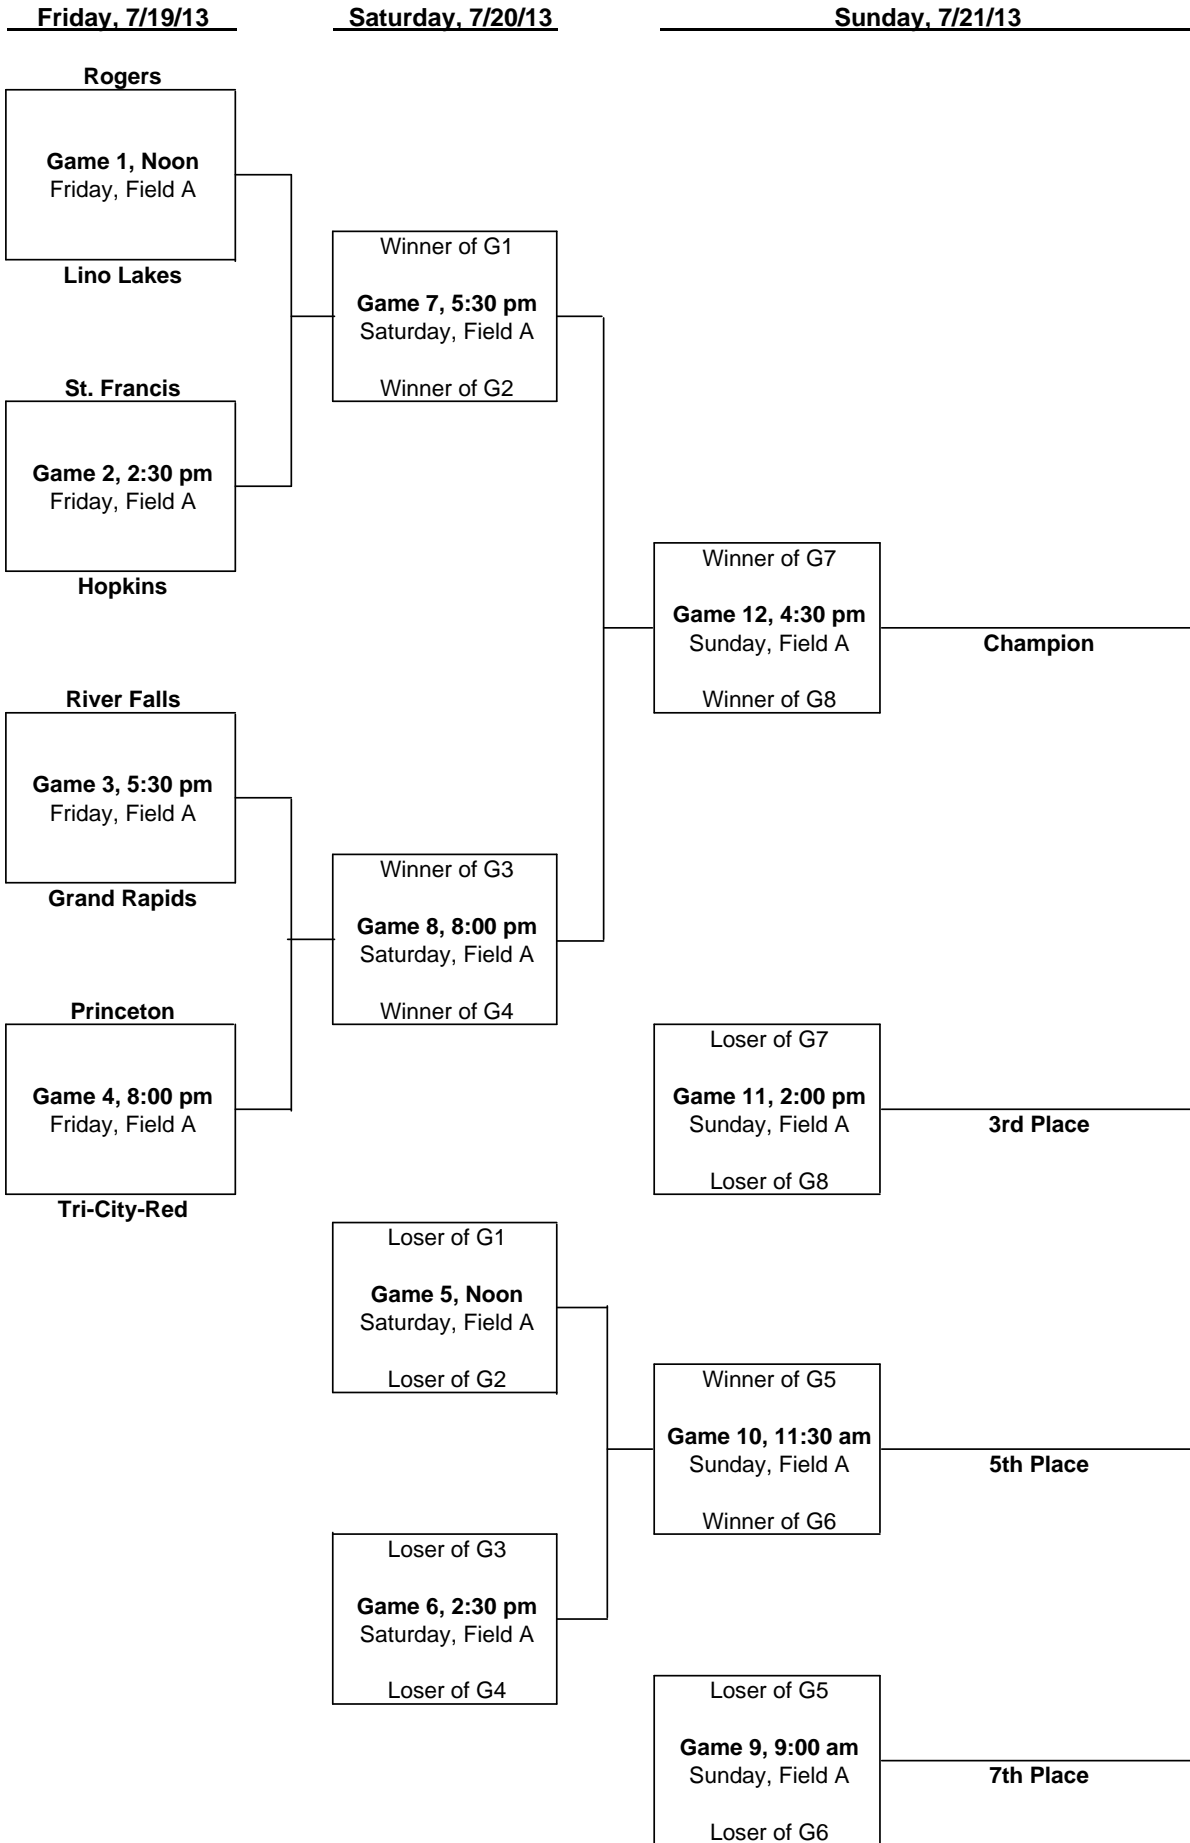 Friday, 7/19/13
Saturday, 7/20/13
Sunday, 7/21/13
Rogers
Game 1, Noon
Friday, Field A
Lino Lakes
Winner of G1
Game 7, 5:30 pm
Saturday, Field A
Winner of G2
St. Francis
Game 2, 2:30 pm
Friday, Field A
Hopkins
Winner of G7
Game 12, 4:30 pm
Sunday, Field A
Winner of G8
Champion
River Falls
Game 3, 5:30 pm
Friday, Field A
Grand Rapids
Winner of G3
Game 8, 8:00 pm
Saturday, Field A
Winner of G4
Princeton
Game 4, 8:00 pm
Friday, Field A
Tri-City-Red
Loser of G7
Game 11, 2:00 pm
Sunday, Field A
Loser of G8
3rd Place
Loser of G1
Game 5, Noon
Saturday, Field A
Loser of G2
Winner of G5
Game 10, 11:30 am
Sunday, Field A
Winner of G6
5th Place
Loser of G3
Game 6, 2:30 pm
Saturday, Field A
Loser of G4
Loser of G5
Game 9, 9:00 am
Sunday, Field A
Loser of G6
7th Place